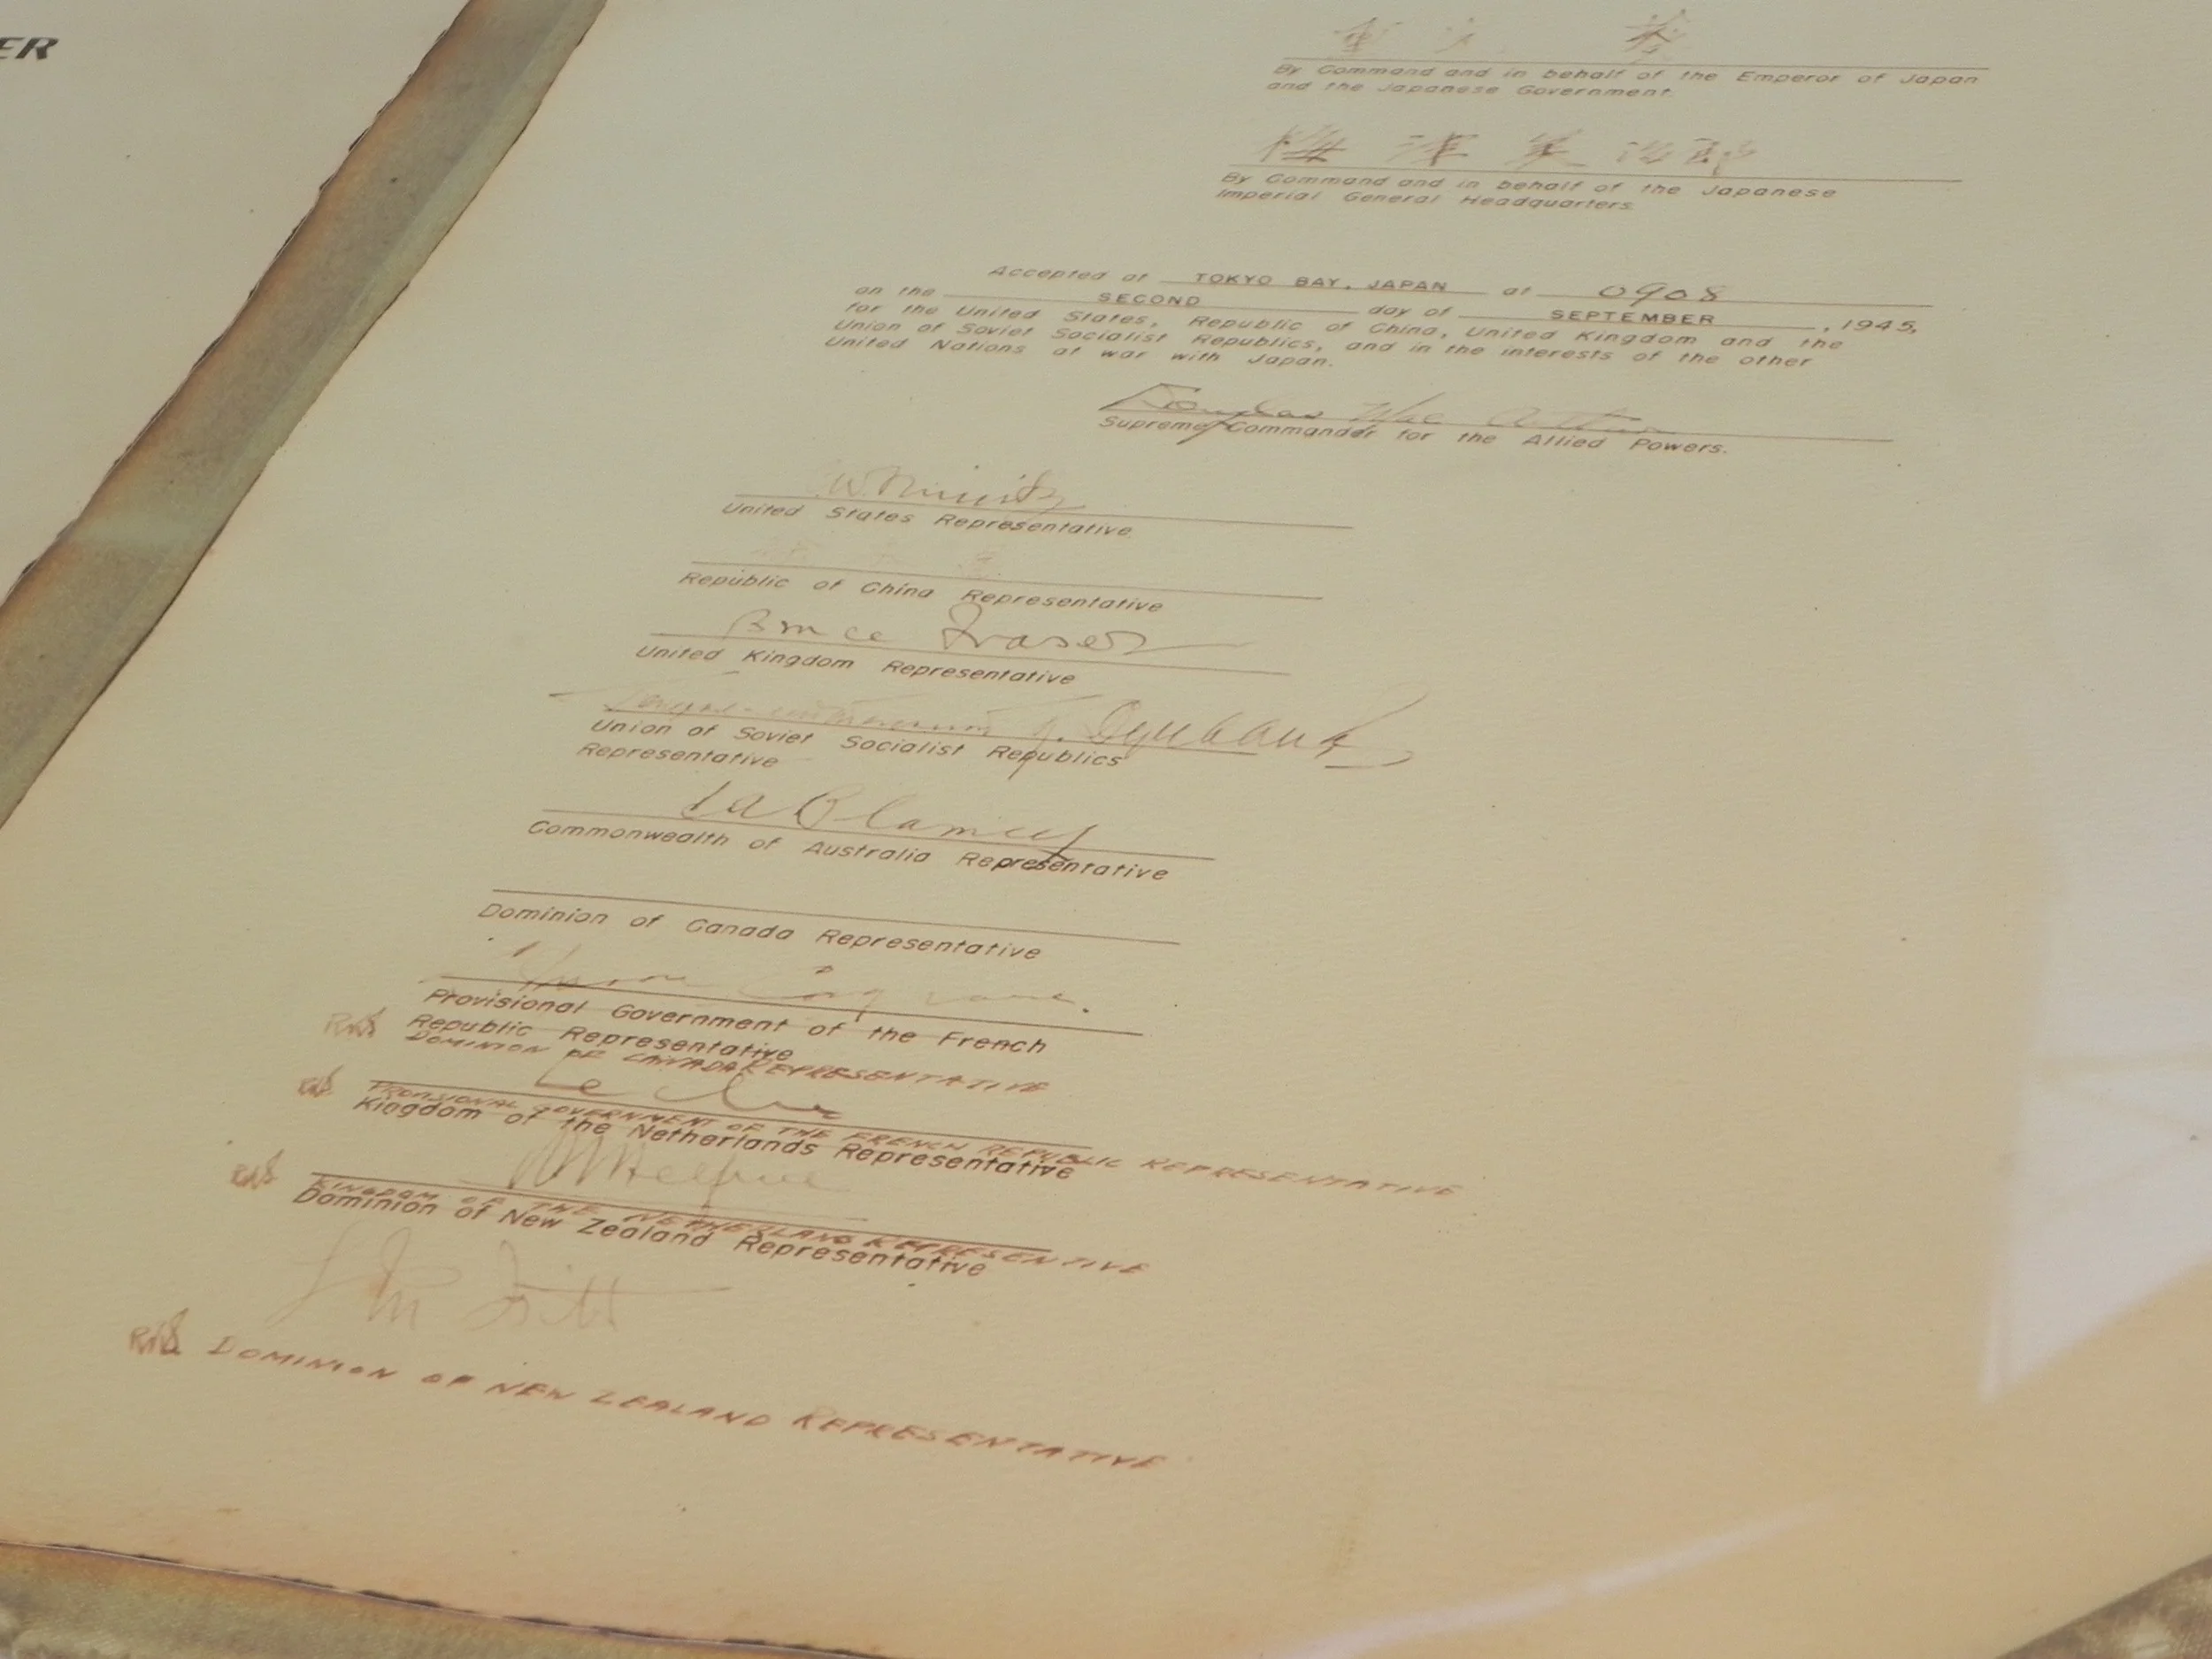 ER
重 光 葵
By Command and in behalf of the Emperor of Japan
and the Japanese Government.
梅 津 美 治 郎
By Command and in behalf of the Japanese
Imperial General Headquarters.
Accepted at TOKYO BAY, JAPAN at 0908
on the SECOND day of SEPTEMBER , 1945,
for the United States, Republic of China, United Kingdom and the
Union of Soviet Socialist Republics, and in the interests of the other
United Nations at war with Japan.
Douglas Mac Arthur
Supreme Commander for the Allied Powers.
C.W. Nimitz
United States Representative
Republic of China Representative
Bruce Fraser
United Kingdom Representative
Union of Soviet Socialist Republics
Representative
T A Blamey
Commonwealth of Australia Representative
Dominion of Canada Representative
Provisional Government of the French
Republic Representative
DOMINION OF CANADA REPRESENTATIVE
PROVISIONAL GOVERNMENT OF THE FRENCH REPUBLIC REPRESENTATIVE
Kingdom of the Netherlands Representative
KINGDOM OF THE NETHERLAND REPRESENTIVE
Dominion of New Zealand Representative
DOMINION OF NEW ZEALAND REPRESENTATIVE